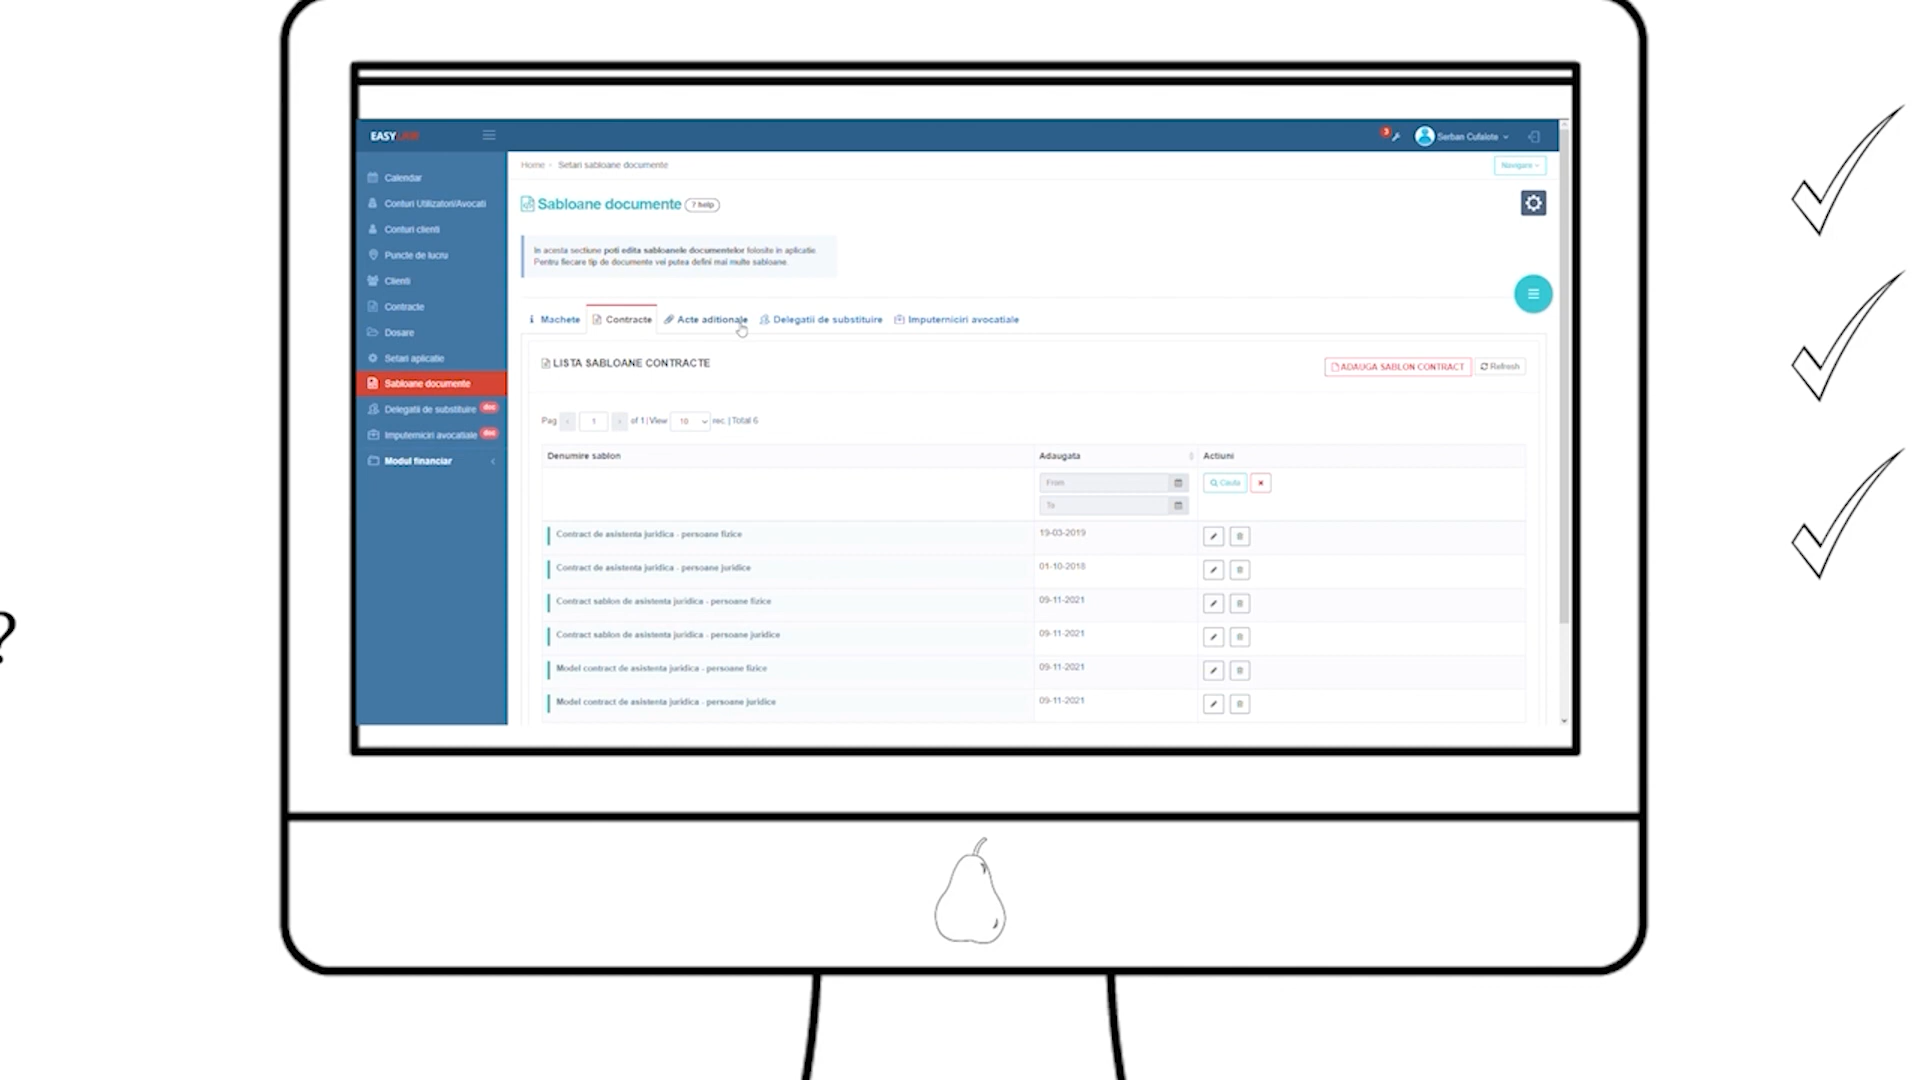 EASYLAW
3
Serban Cufaiote
Calendar
Conturi Utilizatori/Avocati
Conturi clienti
Puncte de lucru
Clienti
Contracte
Dosare
Setari aplicatie
Sabloane documente
Delegatii de substituire doc
Imputerniciri avocatiale doc
Modul financiar
Home - Setari sabloane documente
Navigare
Sabloane documente ? help
In acesta sectiune poti edita sabloanele documentelor folosite in aplicatie.
Pentru fiecare tip de documente vei putea defini mai multe sabloane.
Machete Contracte Acte aditionale Delegatii de substituire Imputerniciri avocatiale
LISTA SABLOANE CONTRACTE
ADAUGA SABLON CONTRACT Refresh
Pag 1 of 1 | View 10 rec. | Total 6
Denumire sablon Adaugata Actiuni
From Cauta
To
Contract de asistenta juridica - persoane fizice 19-03-2019
Contract de asistenta juridica - persoane juridice 01-10-2018
Contract sablon de asistenta juridica - persoane fizice 09-11-2021
Contract sablon de asistenta juridica - persoane juridice 09-11-2021
Model contract de asistenta juridica - persoane fizice 09-11-2021
Model contract de asistenta juridica - persoane juridice 09-11-2021
?